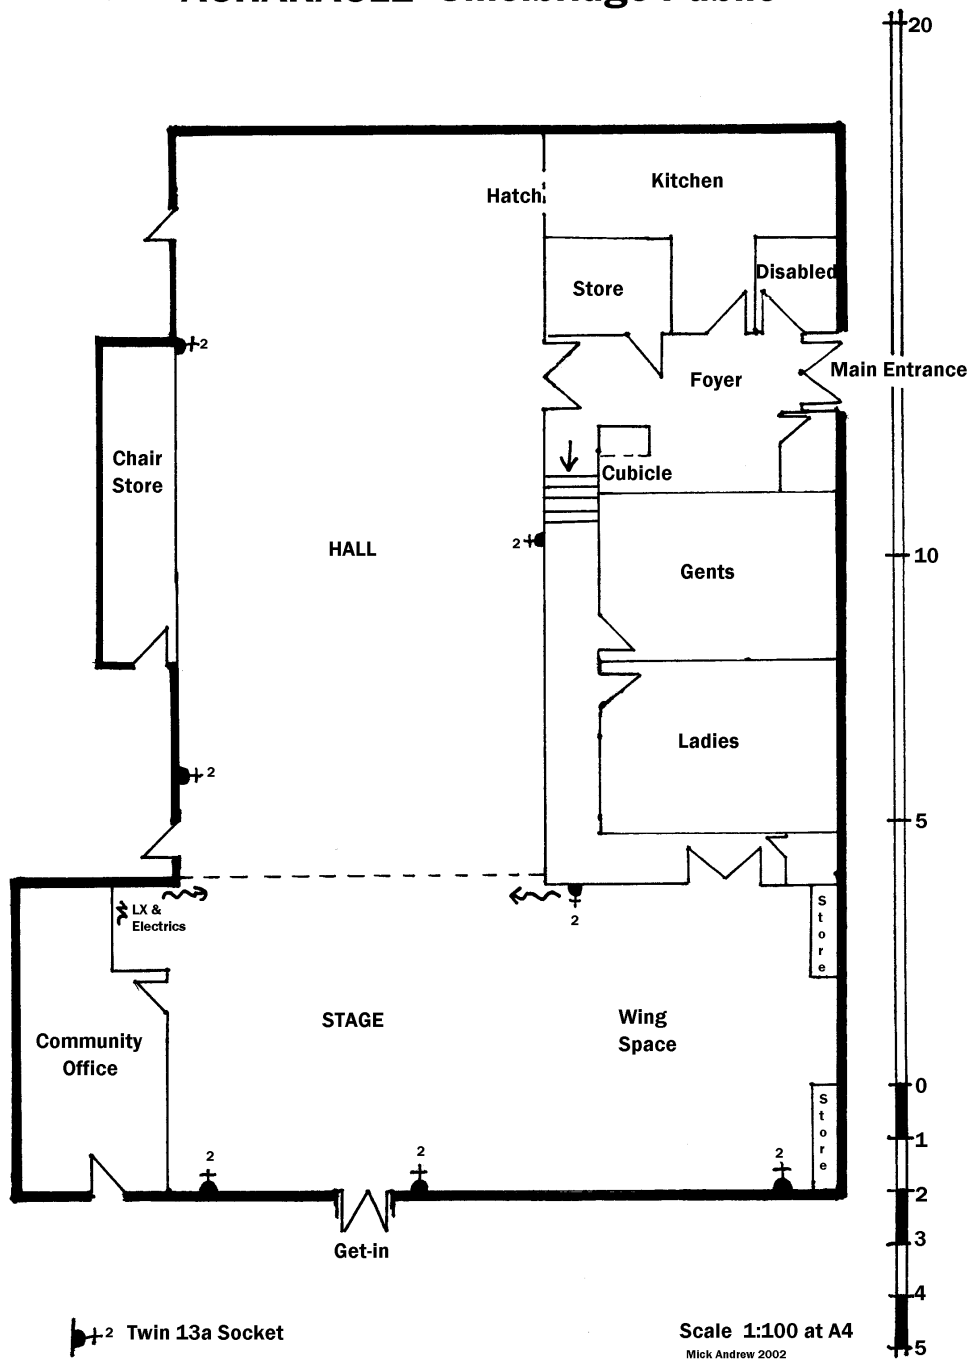 20
Kitchen
Hatch
Disabled
Store
2
Main Entrance
Foyer
Chair
Store
Cubicle
HALL
2
10
Gents
Ladies
2
5
LX &
Electrics
2
Store
STAGE
Wing
Space
Community
Office
0
Store
1
2
2
2
2
Get-in
3
4
2 Twin 13a Socket
Scale 1:100 at A4
5
Mick Andrew 2002